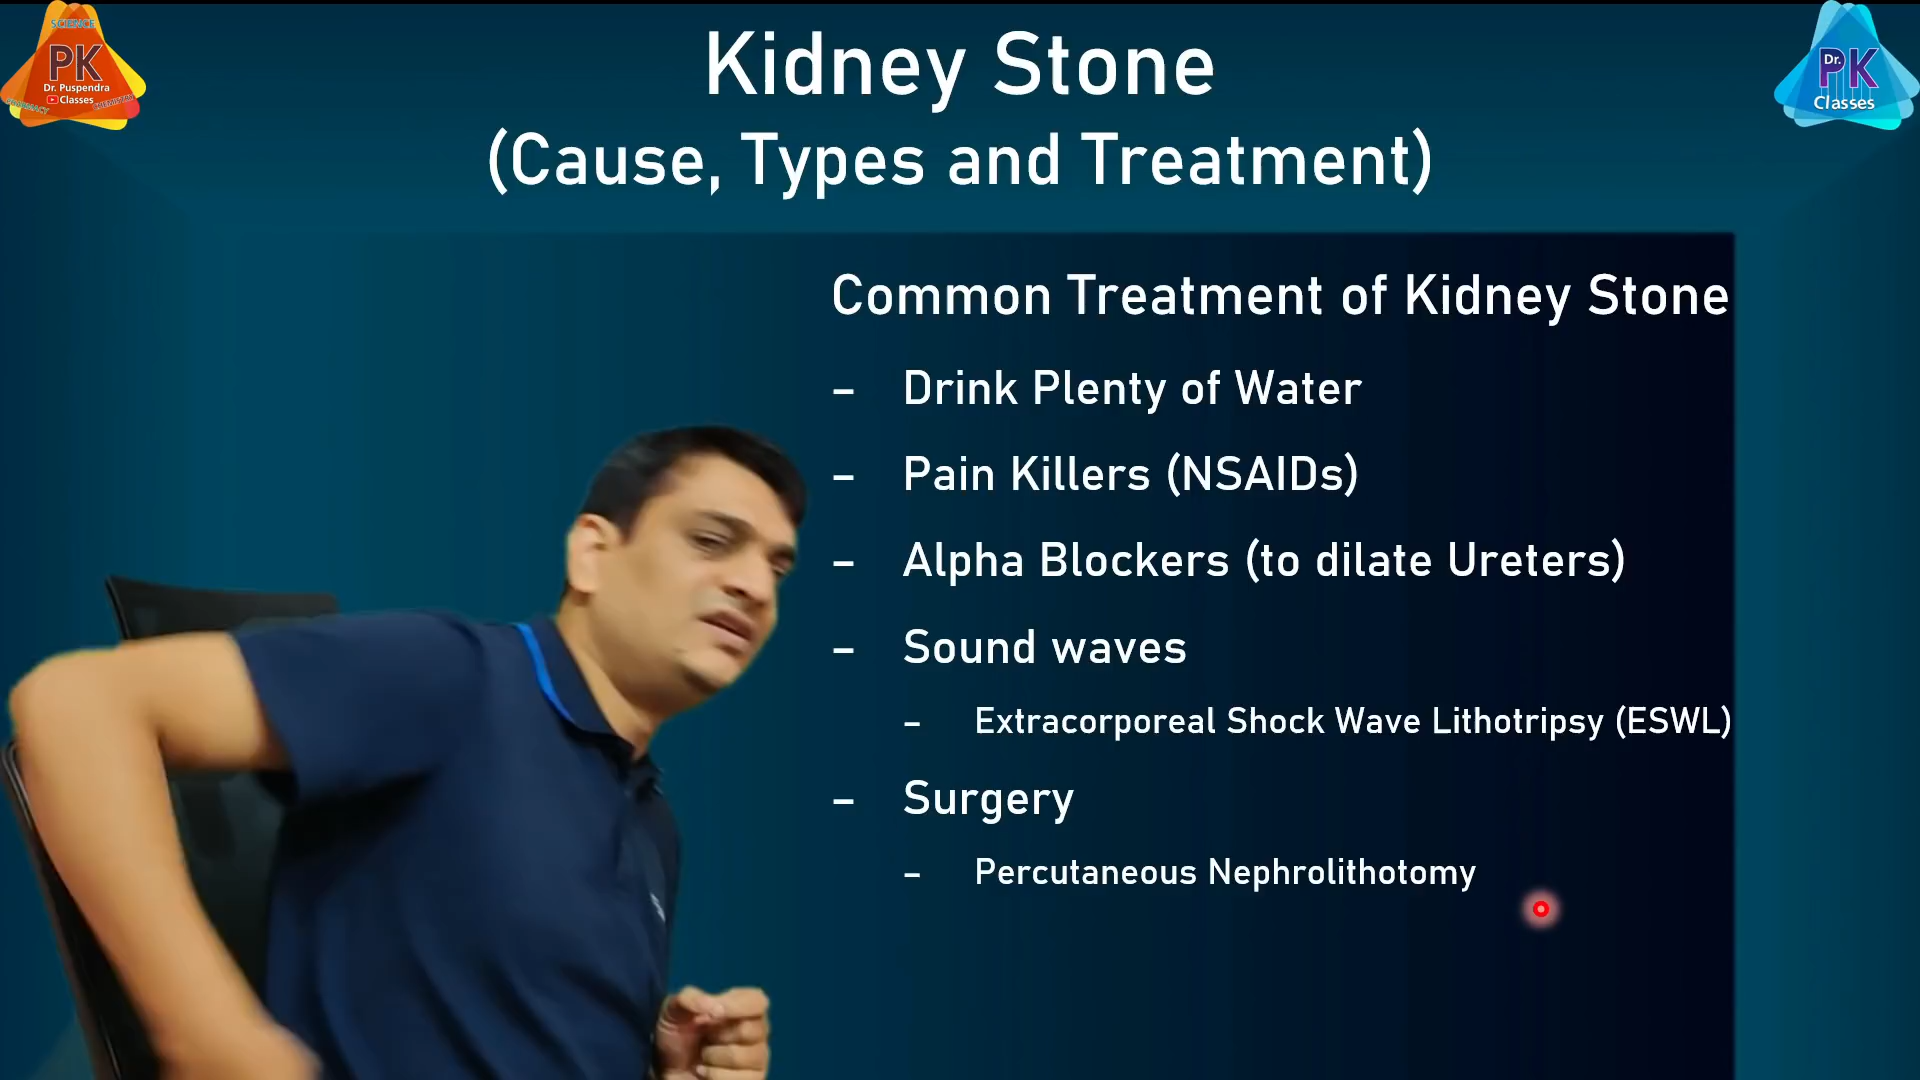 SCIENCE
PK
Dr. Puspendra
Classes
PHARMACY
CHEMISTRY
Dr.
PK
Classes
Kidney Stone
(Cause, Types and Treatment)
Common Treatment of Kidney Stone
- Drink Plenty of Water
- Pain Killers (NSAIDs)
- Alpha Blockers (to dilate Ureters)
- Sound waves
- Extracorporeal Shock Wave Lithotripsy (ESWL)
- Surgery
- Percutaneous Nephrolithotomy